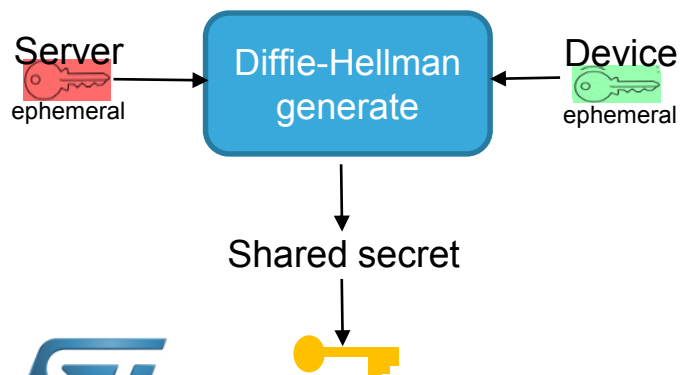 Server
ephemeral
Diffie-Hellman
generate
Device
ephemeral
Shared secret